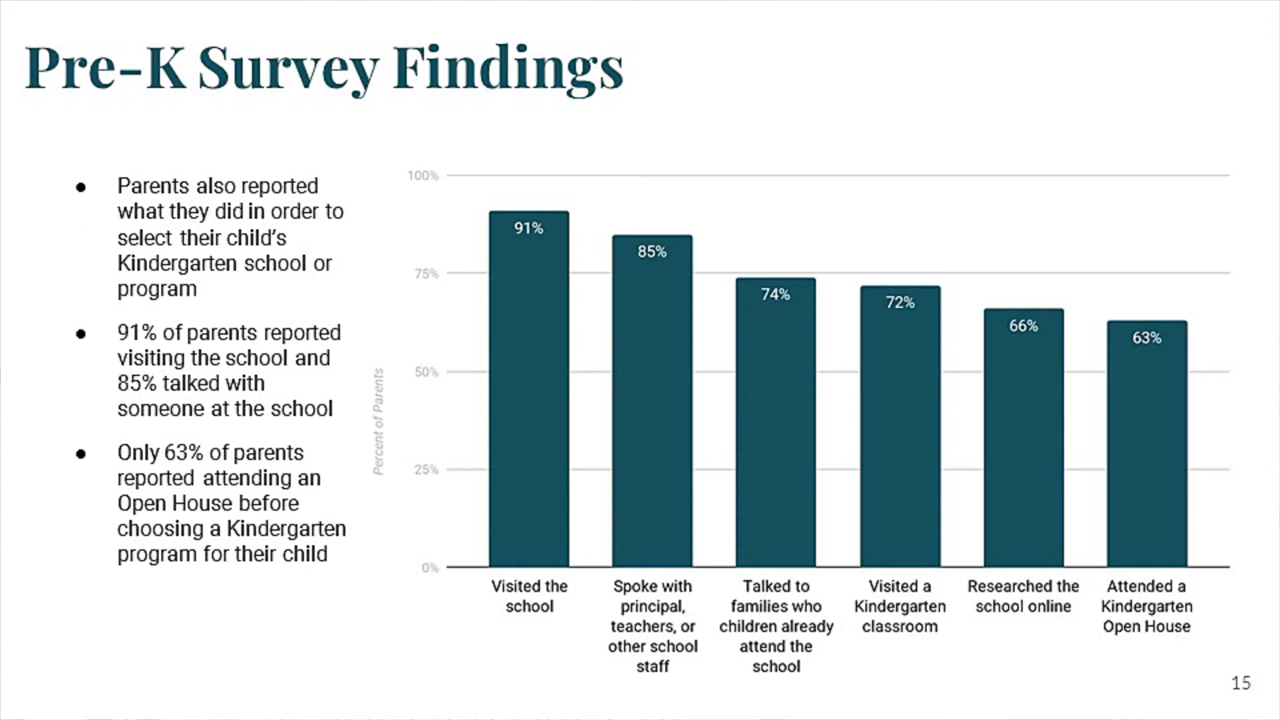 Pre-K Survey Findings
● Parents also reported
what they did in order to
select their child's
Kindergarten school or
program
● 91% of parents reported
visiting the school and
85% talked with
someone at the school
● Only 63% of parents
reported attending an
Open House before
choosing a Kindergarten
program for their child
Percent of Parents
100%
75%
50%
25%
0%
91%
85%
74%
72%
66%
63%
Visited the
school
Spoke with
principal,
teachers, or
other school
staff
Talked to
families who
children already
attend the
school
Visited a
Kindergarten
classroom
Researched the
school online
Attended a
Kindergarten
Open House
15